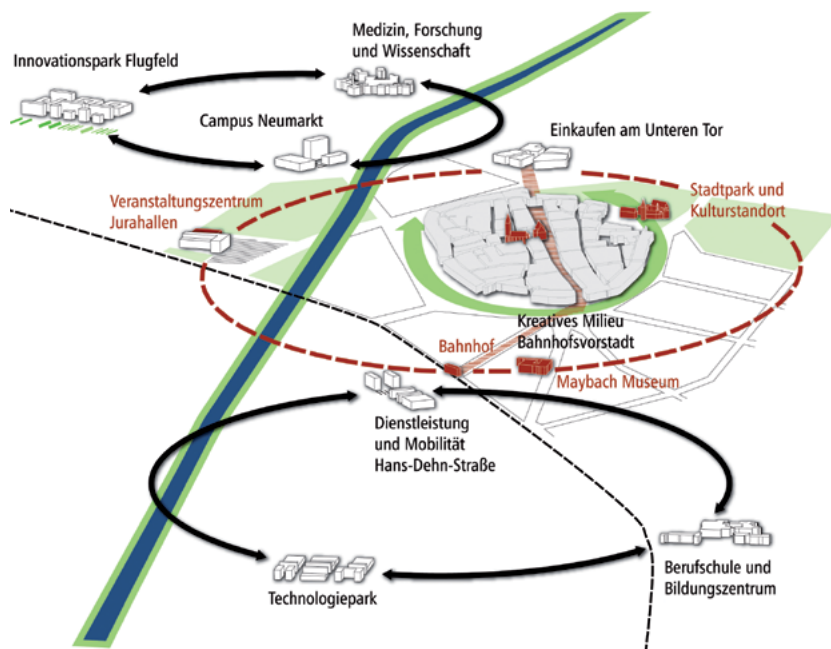 Medizin, Forschung
und Wissenschaft
Innovationspark Flugfeld
Campus Neumarkt
Einkaufen am Unteren Tor
Veranstaltungszentrum
Jurahallen
Stadtpark und
Kulturstandort
Kreatives Milieu
Bahnhofsvorstadt
Bahnhof
Maybach Museum
Dienstleistung
und Mobilität
Hans-Dehn-Straße
Technologiepark
Berufschule und
Bildungszentrum